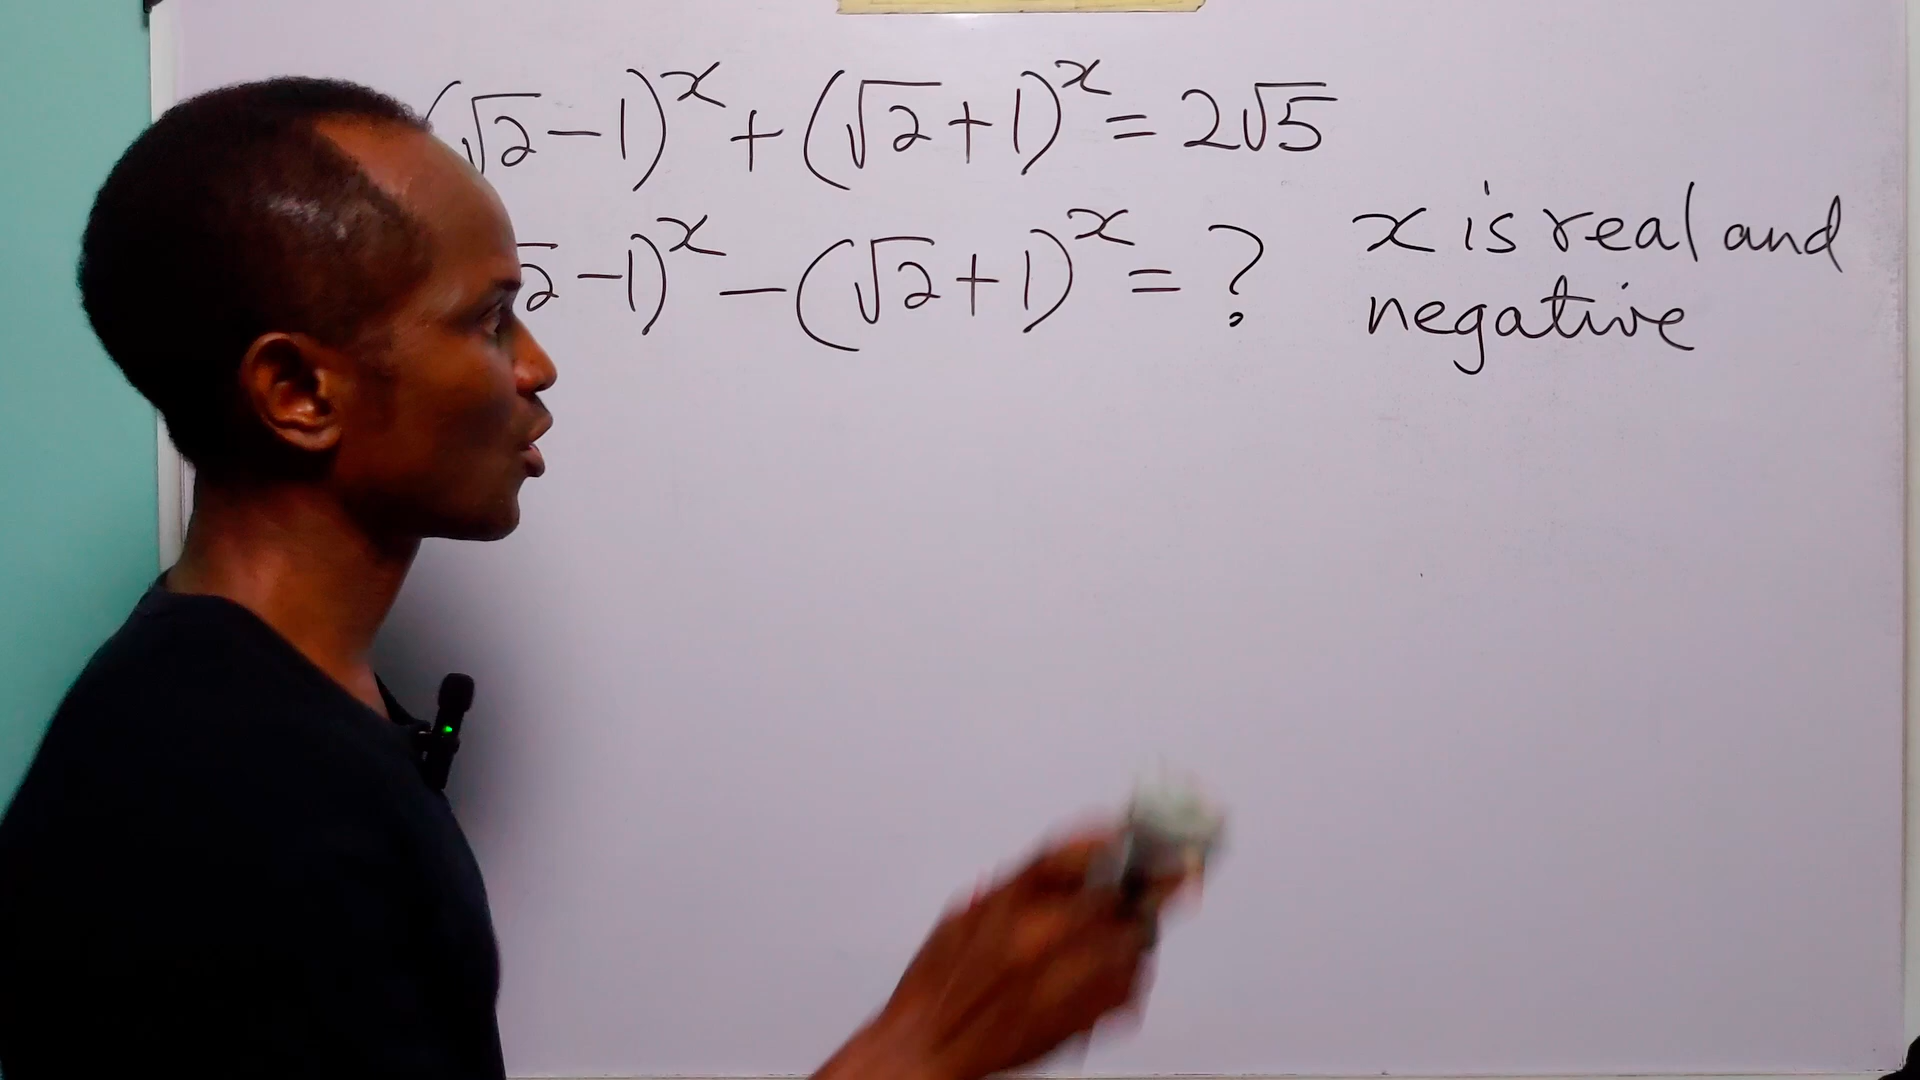 (√2-1)^x + (√2+1)^x = 2√5
2-1)^x - (√2+1)^x = ?
x is real and
negative